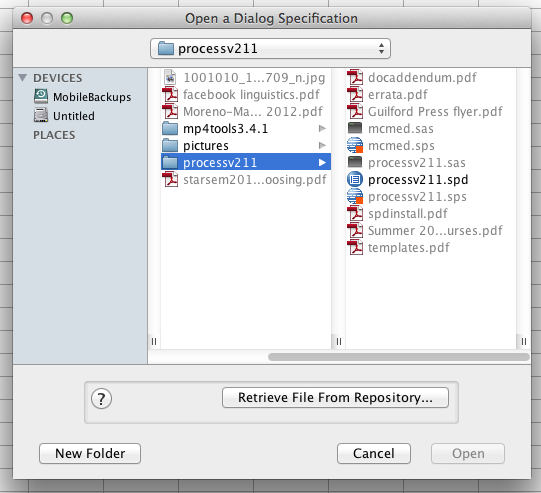 Open a Dialog Specification
processv211
DEVICES
MobileBackups
Untitled
PLACES
1001010_1...709_n.jpg
facebook linguistics.pdf
Moreno-Ma... 2012.pdf
mp4tools3.4.1
pictures
processv211
starsem201...oosing.pdf
docaddendum.pdf
errata.pdf
Guilford Press flyer.pdf
mcmed.sas
mcmed.sps
processv211.sas
processv211.spd
processv211.sps
spdinstall.pdf
Summer 20...urses.pdf
templates.pdf
?
Retrieve File From Repository...
New Folder
Cancel
Open